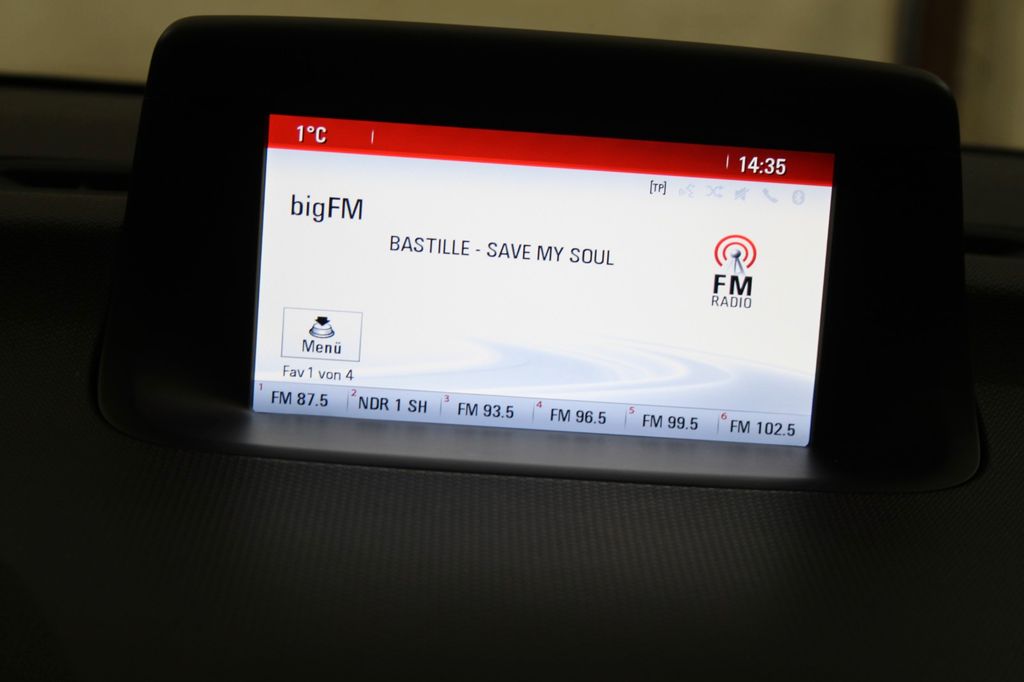 1°C 14:35
[TP]
bigFM
BASTILLE - SAVE MY SOUL
FM
RADIO
Menü
Fav 1 von 4
1 FM 87.5 2 NDR 1 SH 3 FM 93.5 4 FM 96.5 5 FM 99.5 6 FM 102.5